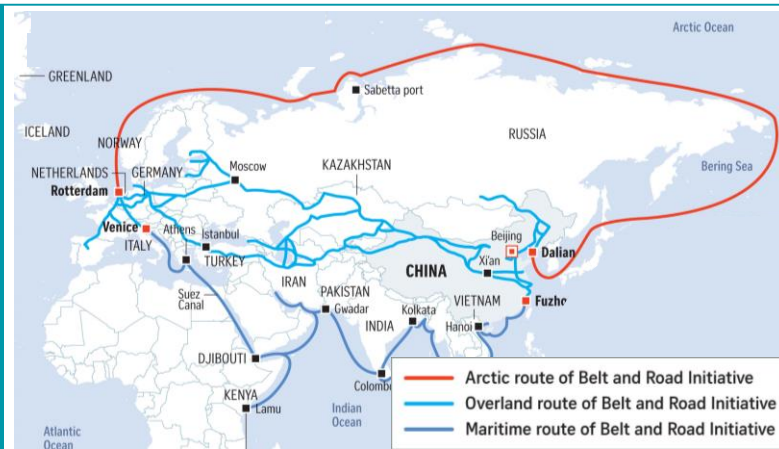 Arctic Ocean
GREENLAND
Sabetta port
ICELAND
NORWAY
RUSSIA
Bering Sea
NETHERLANDS
GERMANY
Moscow
KAZAKHSTAN
Rotterdam
Venice
Athens
Istanbul
ITALY
TURKEY
Beijing
Dalian
Xi'an
CHINA
IRAN
Suez
Canal
PAKISTAN
Gwadar
Kolkata
VIETNAM
Fuzho
INDIA
Hanoi
DJIBOUTI
Colomb
KENYA
Lamu
Indian
Ocean
Atlantic
Ocean
Arctic route of Belt and Road Initiative
Overland route of Belt and Road Initiative
Maritime route of Belt and Road Initiative